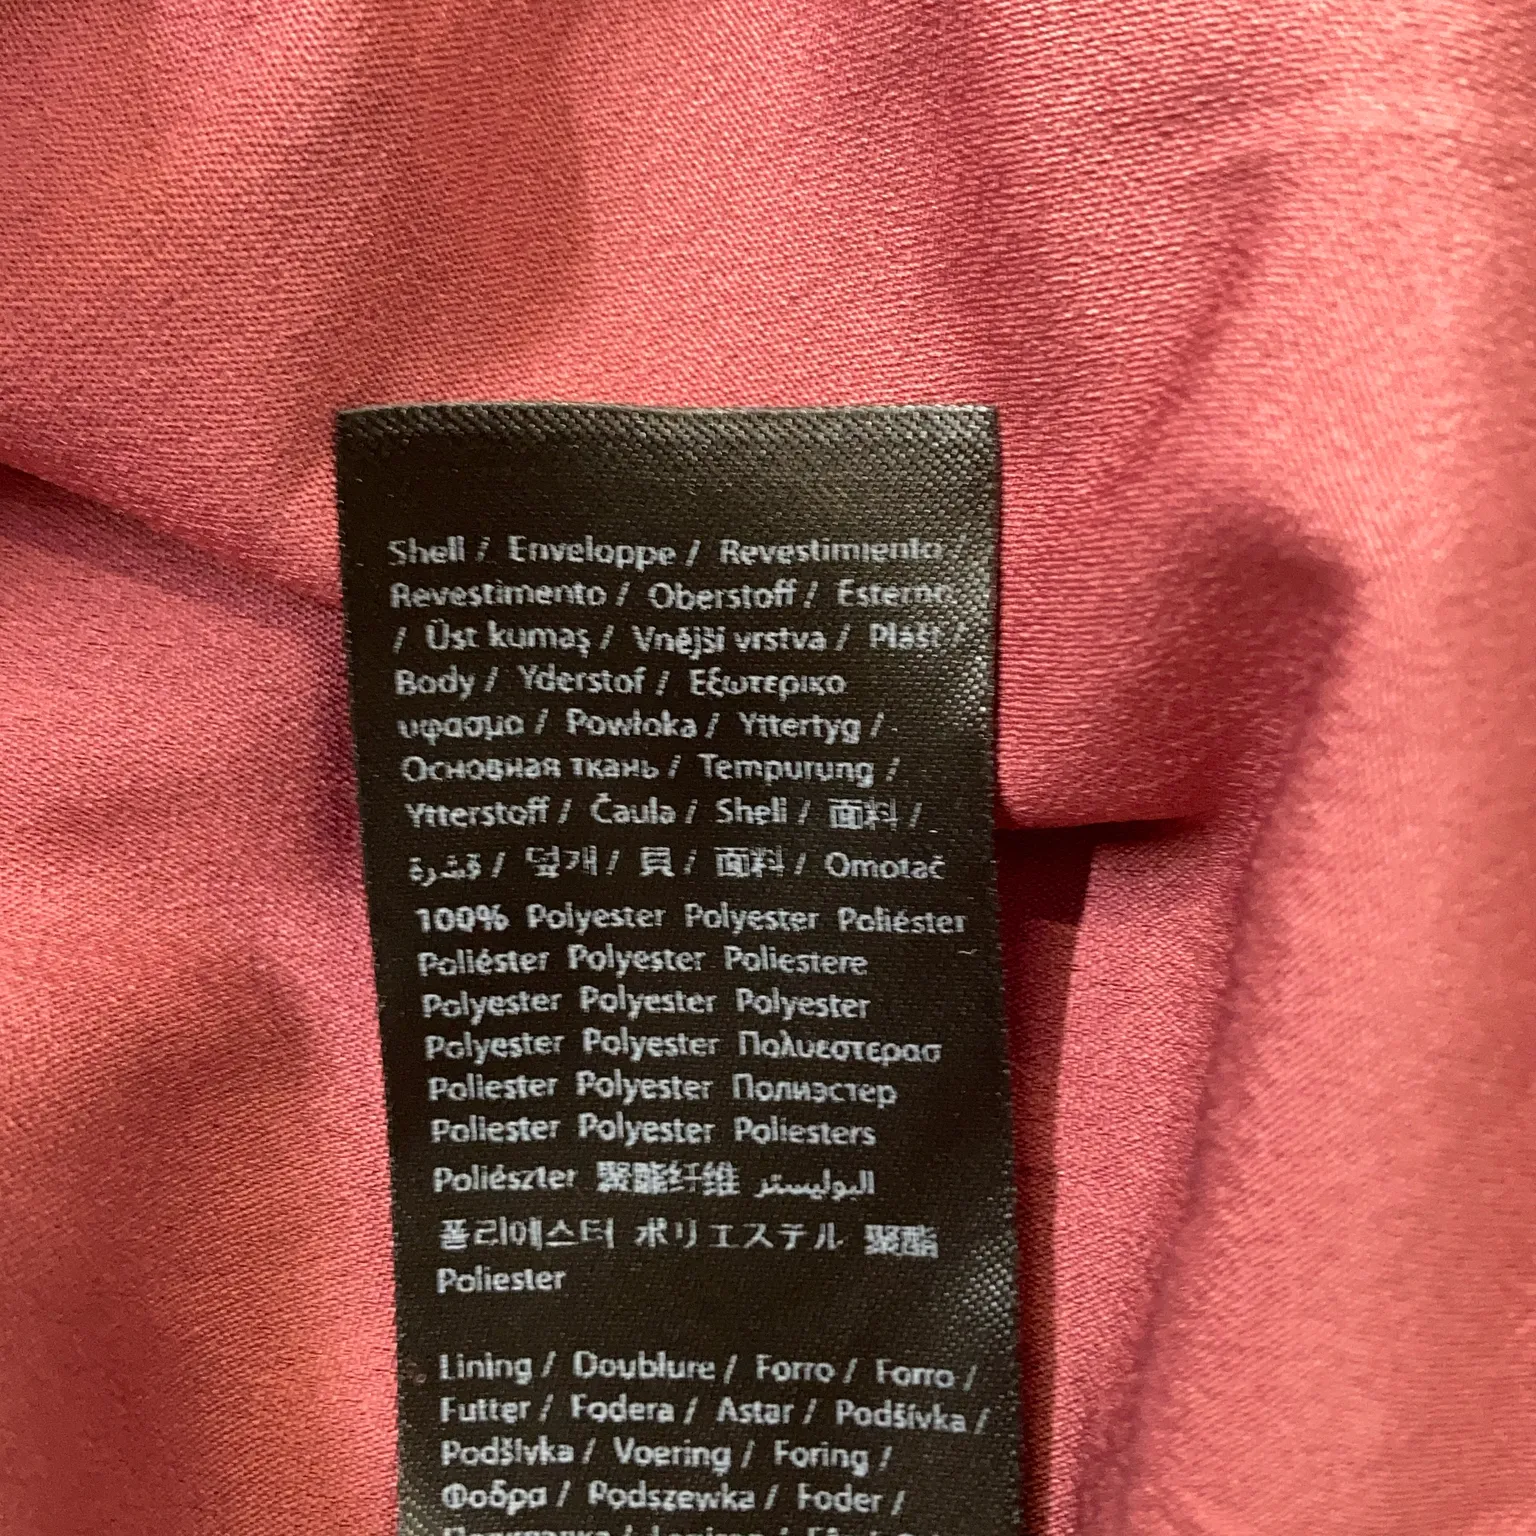 Shell / Enveloppe / Revestimiento /
Revestimento / Oberstoff / Esterno
/ Üst kumaş / Vnější vrstva / Plášť /
Body / Yderstof / Εξωτερικο
υφασμα / Powłoka / Yttertyg /
Основная ткань / Tempurung /
Ytterstoff / Čaula / Shell / 面料 /
قشرة / 덮개 / 貝 / 面料 / Omotač
100% Polyester Polyester Poliéster
Poliéster Polyester Poliestere
Polyester Polyester Polyester
Polyester Polyester Πολυεστερασ
Poliester Polyester Полиэстер
Poliester Polyester Poliesters
Poliészter 聚酯纤维 البوليستر
폴리에스터 ポリエステル 聚酯
Poliester
Lining / Doublure / Forro / Forro /
Futter / Fodera / Astar / Podšívka /
Podšívka / Voering / Foring /
Φοδρα / Podszewka / Foder /